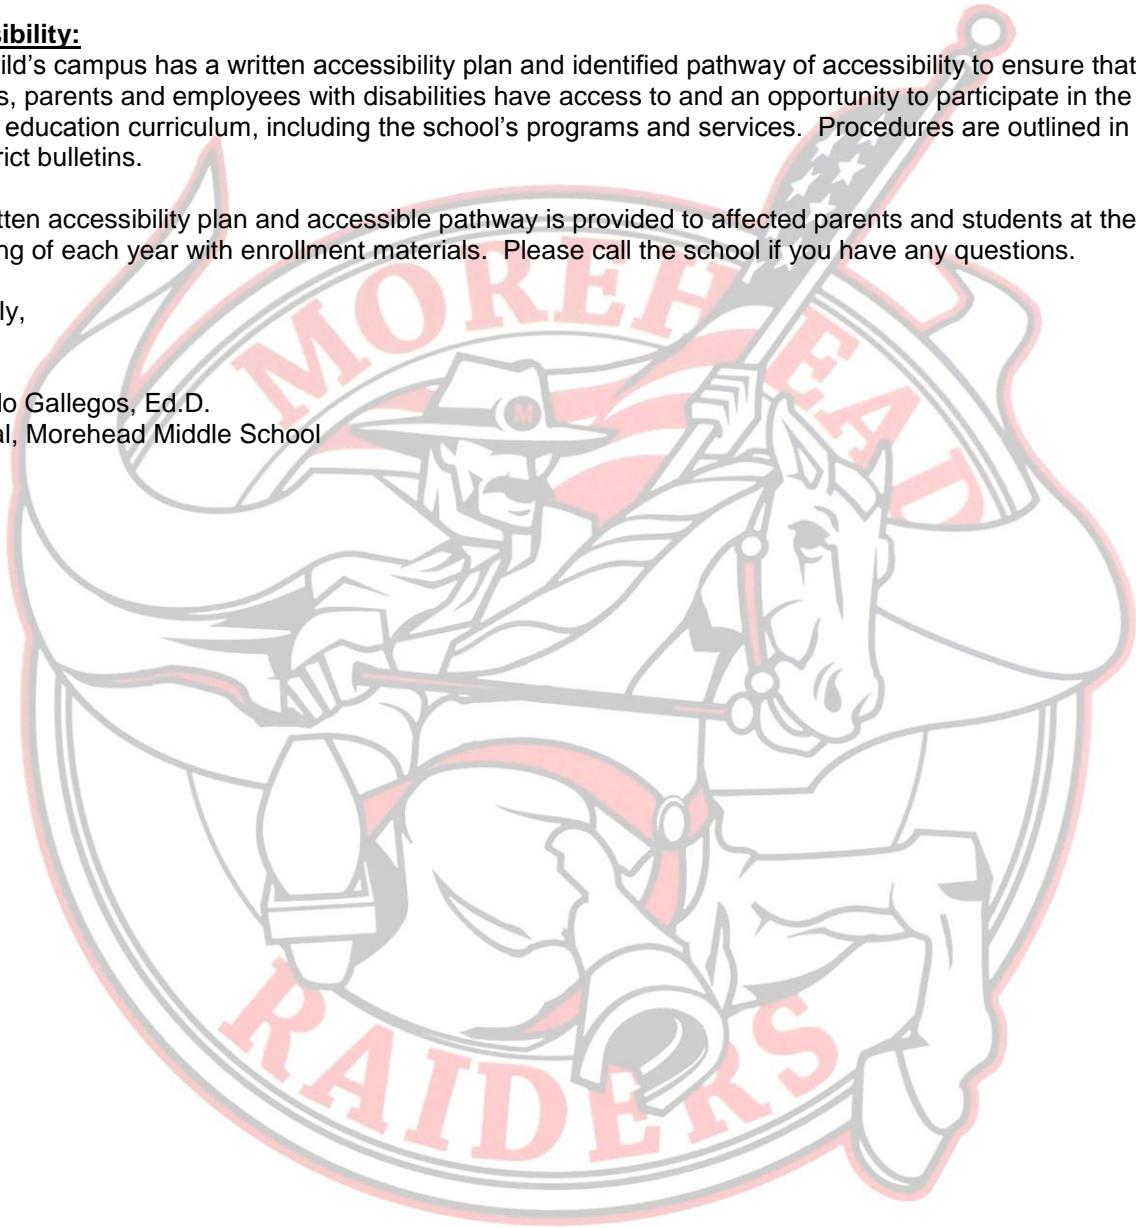 sibility:
ild’s campus has a written accessibility plan and identified pathway of accessibility to ensure that
s, parents and employees with disabilities have access to and an opportunity to participate in the
education curriculum, including the school’s programs and services.  Procedures are outlined in
rict bulletins.
tten accessibility plan and accessible pathway is provided to affected parents and students at the
ng of each year with enrollment materials.  Please call the school if you have any questions.
ly,
do Gallegos, Ed.D.
al, Morehead Middle School
MOREHEAD
M
RAIDERS